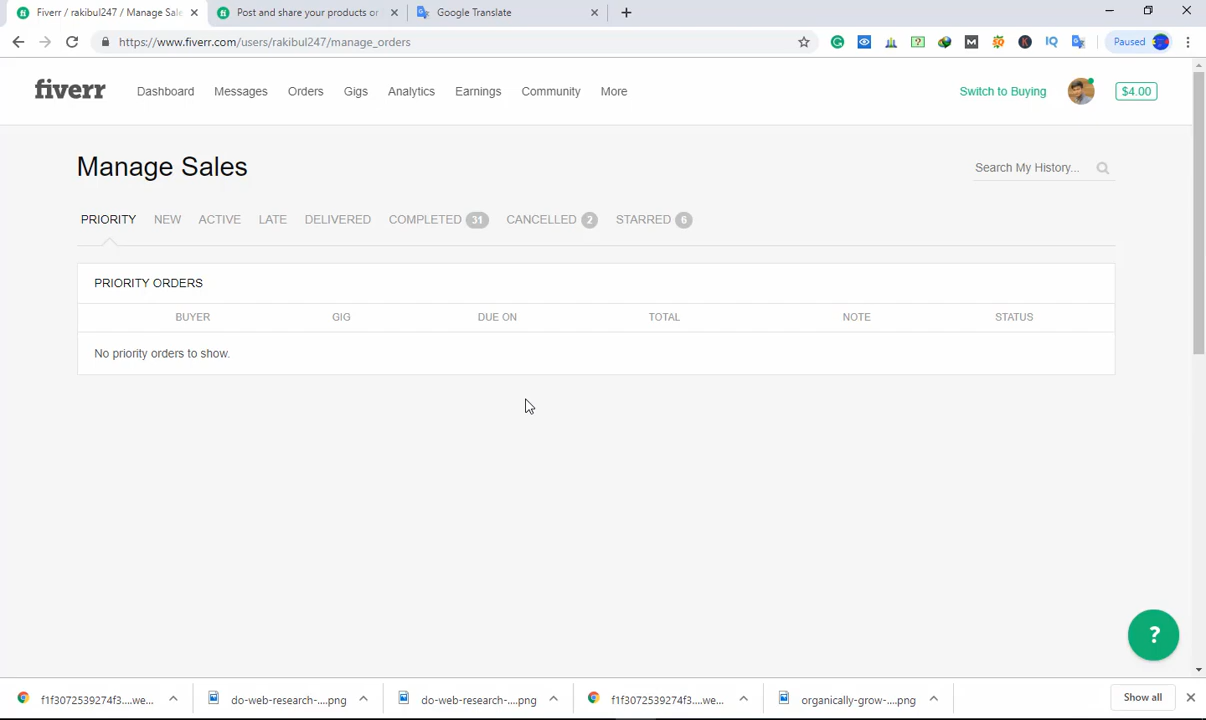 Fiverr / rakibul247 / Manage Sale
Post and share your products or
Google Translate
https://www.fiverr.com/users/rakibul247/manage_orders
M
?
K
IQ
Paused
fiverr
Dashboard
Messages
Orders
Gigs
Analytics
Earnings
Community
More
Switch to Buying
$4.00
Manage Sales
Search My History...
PRIORITY
NEW
ACTIVE
LATE
DELIVERED
COMPLETED 31
CANCELLED 2
STARRED 6
PRIORITY ORDERS
BUYER
GIG
DUE ON
TOTAL
NOTE
STATUS
No priority orders to show.
?
f1f3072539274f3....we...
do-web-research-....png
do-web-research-....png
f1f3072539274f3....we...
organically-grow-....png
Show all